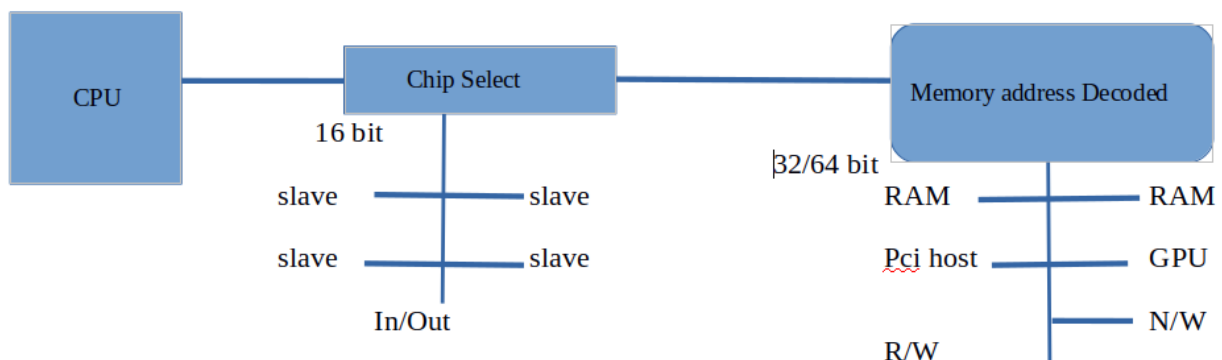 CPU
Chip Select
Memory address Decoded
16 bit
32/64 bit
slave
slave
RAM
RAM
slave
slave
Pci host
GPU
In/Out
N/W
R/W